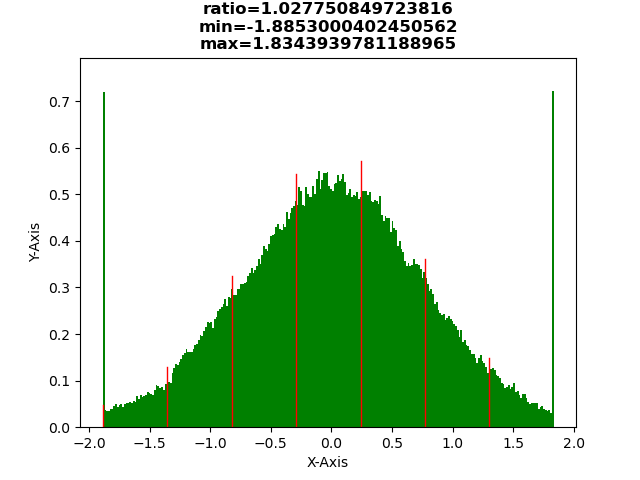 ratio=1.027750849723816
min=-1.8853000402450562
max=1.8343939781188965
0.7
0.6
0.5
0.4
0.3
0.2
0.1
0.0
Y-Axis
−2.0 −1.5 −1.0 −0.5 0.0 0.5 1.0 1.5 2.0
X-Axis